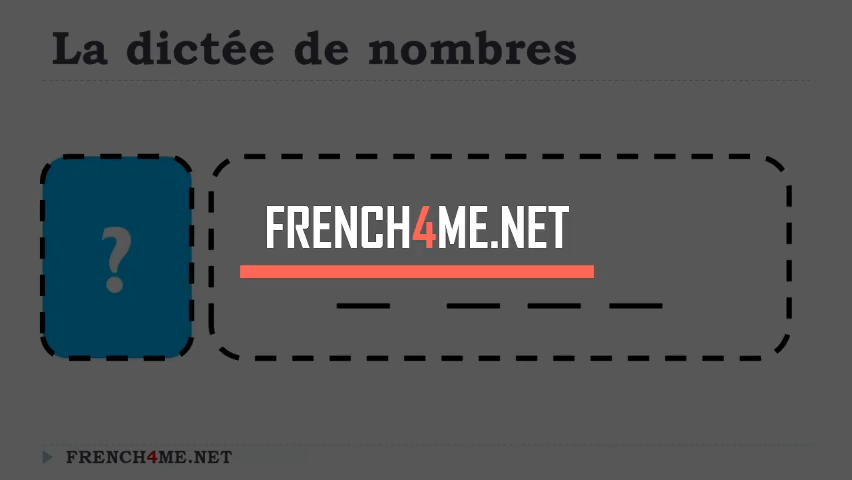 La dictée de nombres
?
FRENCH4ME.NET
FRENCH4ME.NET